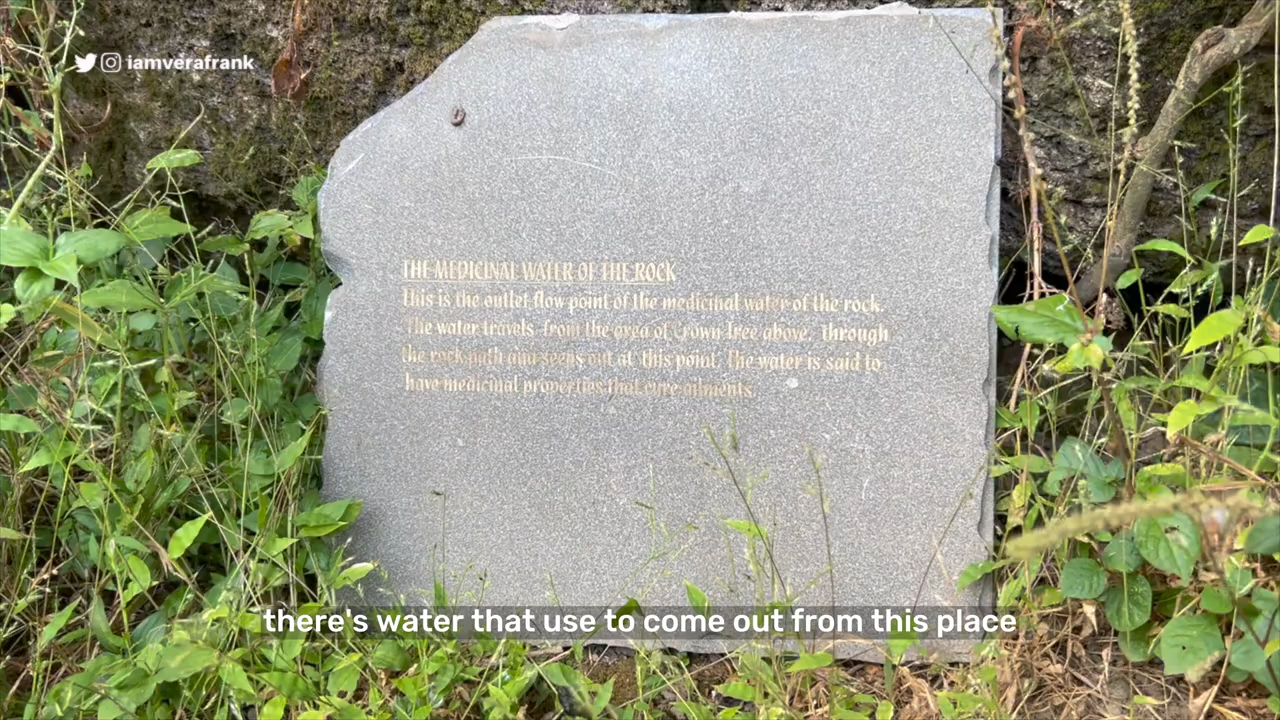 iamverafrank
THE MEDICINAL WATER OF THE ROCK
This is the outlet flow point of the medicinal water of the rock.
The water travels from the area of Crown Tree above, through
the rock path and seeps out at this point. The water is said to
have medicinal properties that cure ailments.
there's water that use to come out from this place